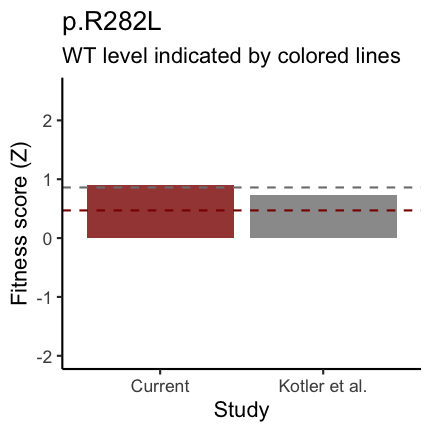 p.R282L
WT level indicated by colored lines
Fitness score (Z)
2
1
0
-1
-2
Current
Kotler et al.
Study